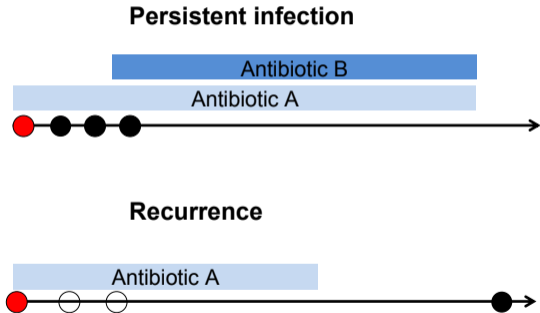 Persistent infection
Antibiotic B
Antibiotic A
Recurrence
Antibiotic A